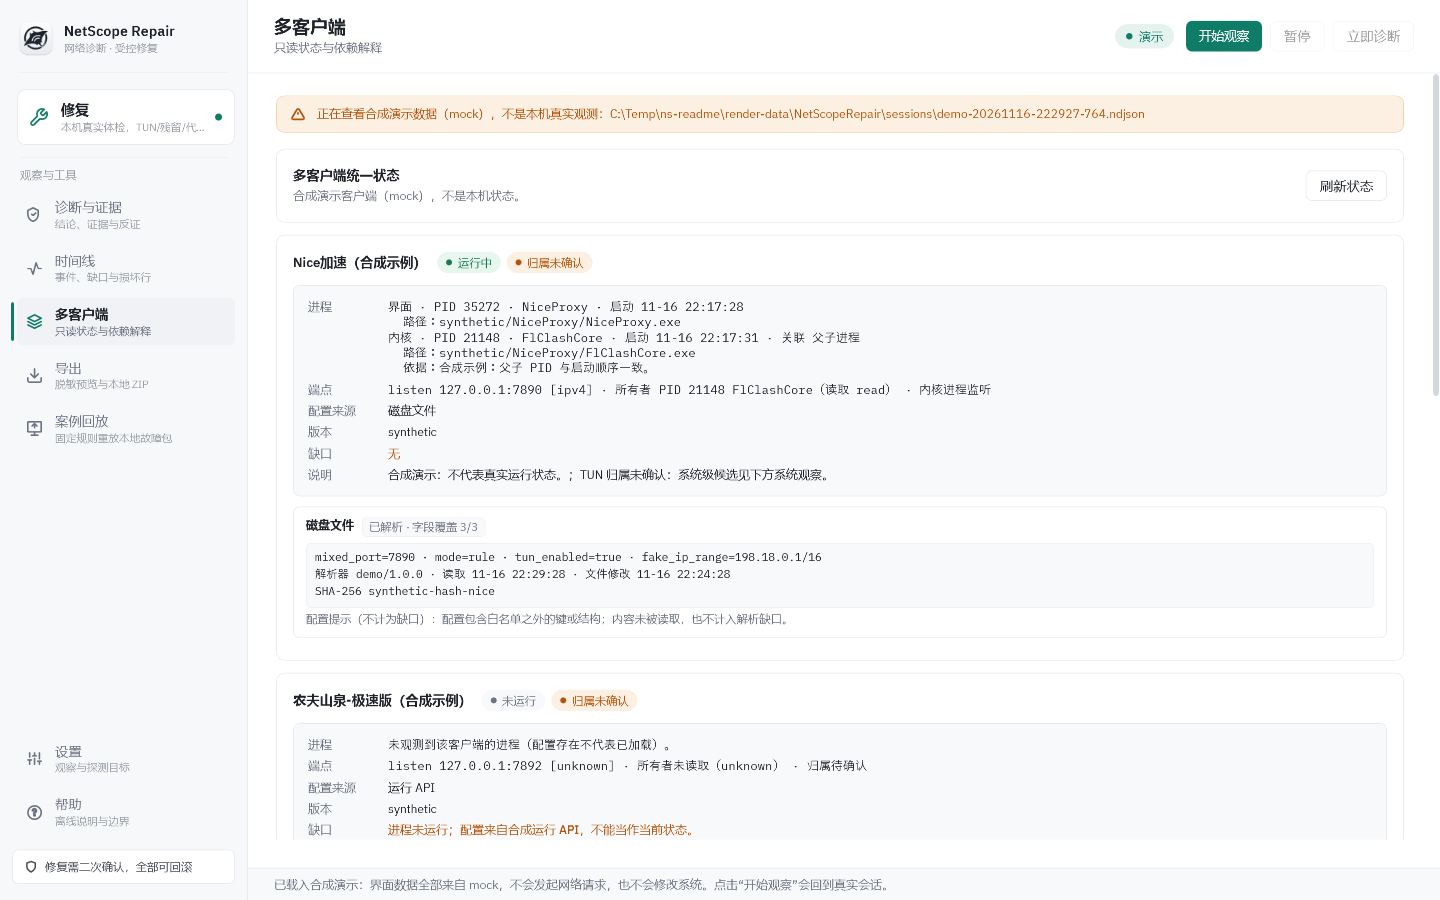 NetScope Repair
网络诊断 · 受控修复
修复
本机真实体检，TUN/残留/代...
观察与工具
诊断与证据
结论、证据与反证
时间线
事件、缺口与损坏行
多客户端
只读状态与依赖解释
导出
脱敏预览与本地 ZIP
案例回放
固定规则重放本地故障包
设置
观察与探测目标
帮助
离线说明与边界
修复需二次确认，全部可回滚
多客户端
只读状态与依赖解释
演示
开始观察
暂停
立即诊断
正在查看合成演示数据（mock），不是本机真实观测：C:\Temp\ns-readme\render-data\NetScopeRepair\sessions\demo-20261116-222927-764.ndjson
多客户端统一状态
合成演示客户端（mock），不是本机状态。
刷新状态
Nice加速（合成示例）
运行中
归属未确认
进程 界面 · PID 35272 · NiceProxy · 启动 11-16 22:17:28
路径：synthetic/NiceProxy/NiceProxy.exe
内核 · PID 21148 · FlClashCore · 启动 11-16 22:17:31 · 关联 父子进程
路径：synthetic/NiceProxy/FlClashCore.exe
依据：合成示例：父子 PID 与启动顺序一致。
端点 listen 127.0.0.1:7890 [ipv4] · 所有者 PID 21148 FlClashCore（读取 read） · 内核进程监听
配置来源 磁盘文件
版本 synthetic
缺口 无
说明 合成演示：不代表真实运行状态。；TUN 归属未确认：系统级候选见下方系统观察。
磁盘文件
已解析 · 字段覆盖 3/3
mixed_port=7890 · mode=rule · tun_enabled=true · fake_ip_range=198.18.0.1/16
解析器 demo/1.0.0 · 读取 11-16 22:29:28 · 文件修改 11-16 22:24:28
SHA-256 synthetic-hash-nice
配置提示（不计为缺口）：配置包含白名单之外的键或结构；内容未被读取，也不计入解析缺口。
农夫山泉-极速版（合成示例）
未运行
归属未确认
进程 未观测到该客户端的进程（配置存在不代表已加载）。
端点 listen 127.0.0.1:7892 [unknown] · 所有者未读取（unknown） · 归属待确认
配置来源 运行 API
版本 synthetic
缺口 进程未运行；配置来自合成运行 API，不能当作当前状态。
已载入合成演示：界面数据全部来自 mock，不会发起网络请求，也不会修改系统。点击“开始观察”会回到真实会话。